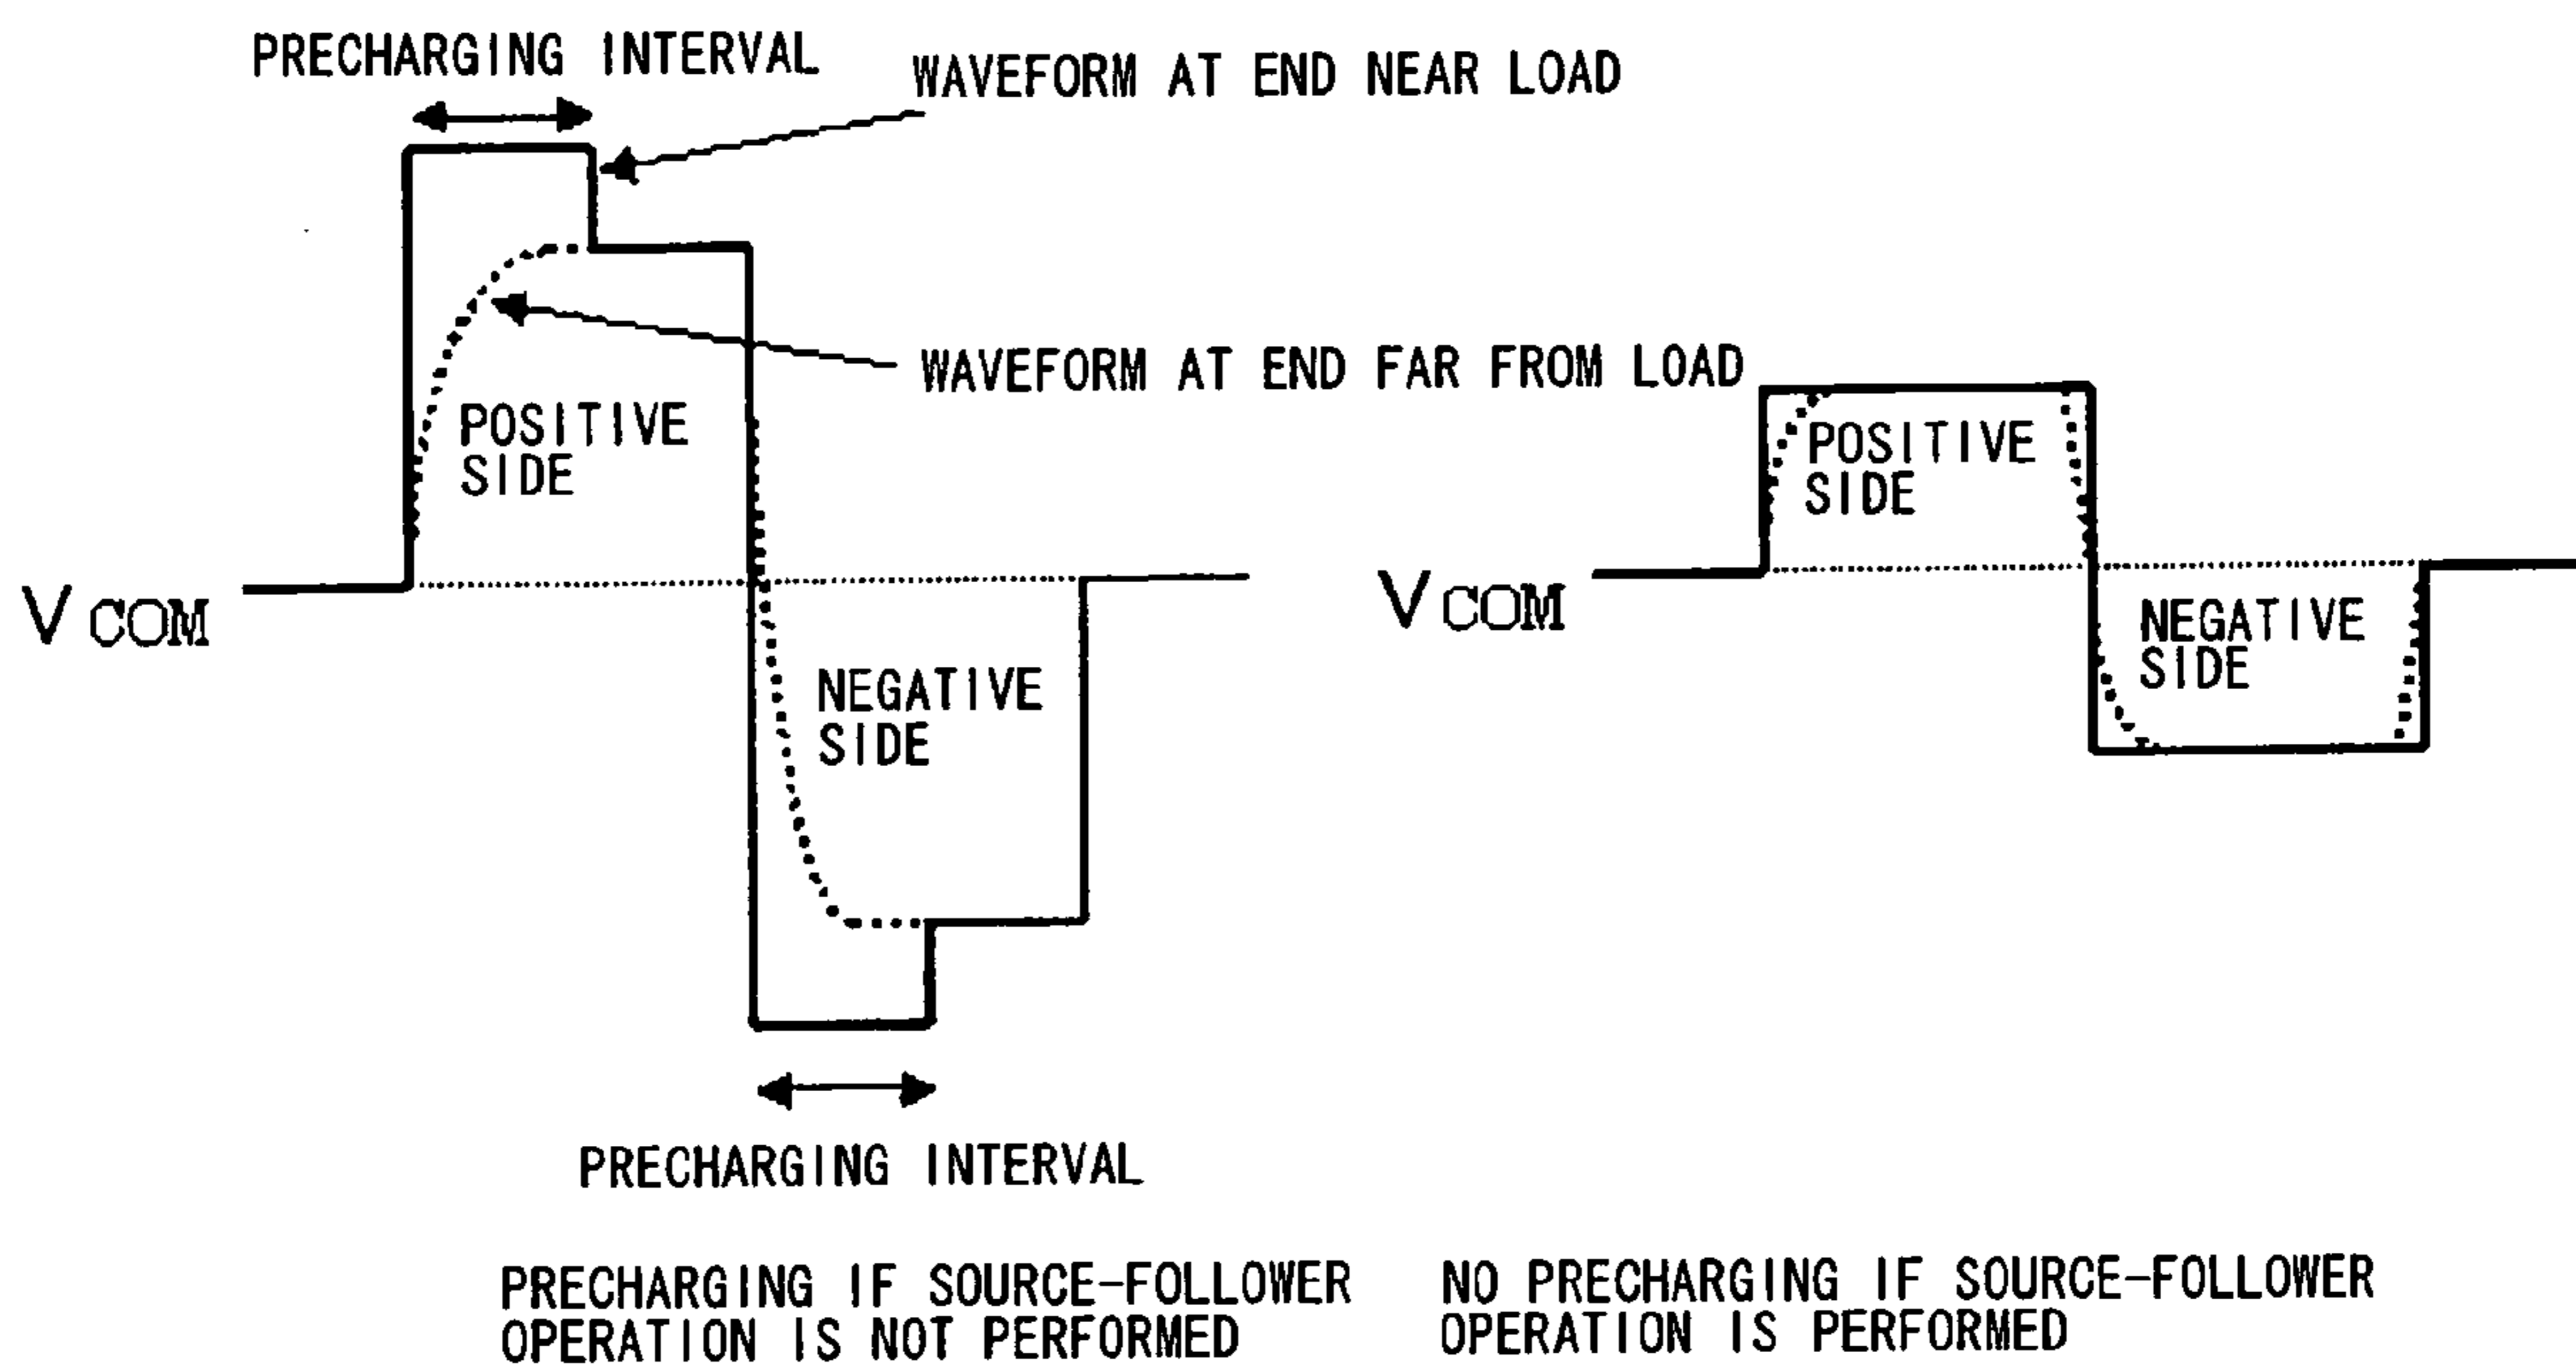 PRECHARGING INTERVAL
WAVEFORM AT END NEAR LOAD
WAVEFORM AT END FAR FROM LOAD
POSITIVE
SIDE
VCOM
NEGATIVE
SIDE
PRECHARGING INTERVAL
PRECHARGING IF SOURCE-FOLLOWER
OPERATION IS NOT PERFORMED
POSITIVE
SIDE
VCOM
NEGATIVE
SIDE
NO PRECHARGING IF SOURCE-FOLLOWER
OPERATION IS PERFORMED